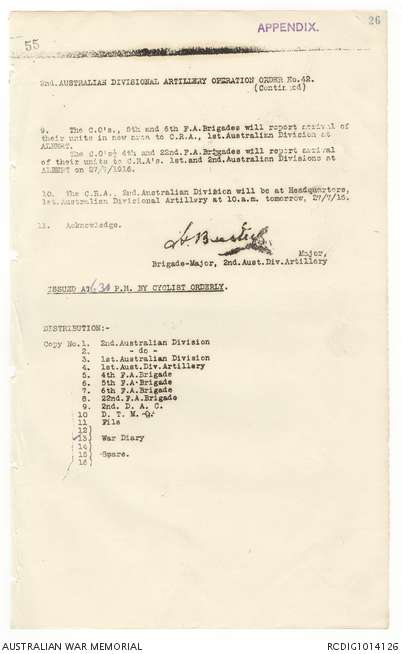 26
APPENDIX.
55
2nd.AUSTRALIAN DIVISIONAL ARTILLERY OPERATION ORDER No.42.
(Continued)
9. The C.O's., 5th and 6th F.A.Brigades will report arrival of
their units in new area to C.R.A., 1st.Australian Division at
ALBERT.
The C.O's; 4th and 22nd.F.A.Brigades will report arrival
of their units to C.R.A's. 1st.and 2nd.Australian Divisions at
ALBERT on 27/7/1916.
10. The C.R.A., 2nd.Australian Division will be at Headquarters,
1st.Australian Divisional Artillery at 10.a.m. tomorrow, 27/7/16.
11. Acknowledge.
Major,
Brigade-Major, 2nd.Aust.Div.Artillery
ISSUED AT 630 P.M. BY CYCLIST ORDERLY.
DISTRIBUTION:-
Copy No.1. 2nd.Australian Division
2. - do -
3. 1st.Australian Division
4. 1st.Aust.Div.Artillery
5. 4th F.A.Brigade
6. 5th F.A.Brigade
7. 6th F.A.Brigade
8. 22nd.F.A.Brigade
9. 2nd. D. A. C.
10 D. T. M. O.
11 File
12)
13) War Diary
14)
15) Spare.
16)
AUSTRALIAN WAR MEMORIAL
RCDIG1014126